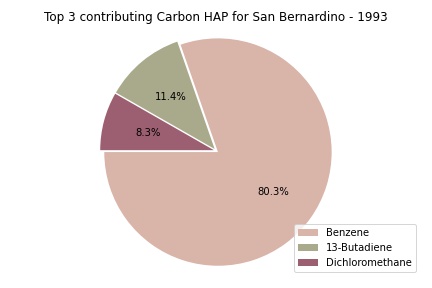 Top 3 contributing Carbon HAP for San Bernardino - 1993
11.4%
8.3%
80.3%
Benzene
13-Butadiene
Dichloromethane